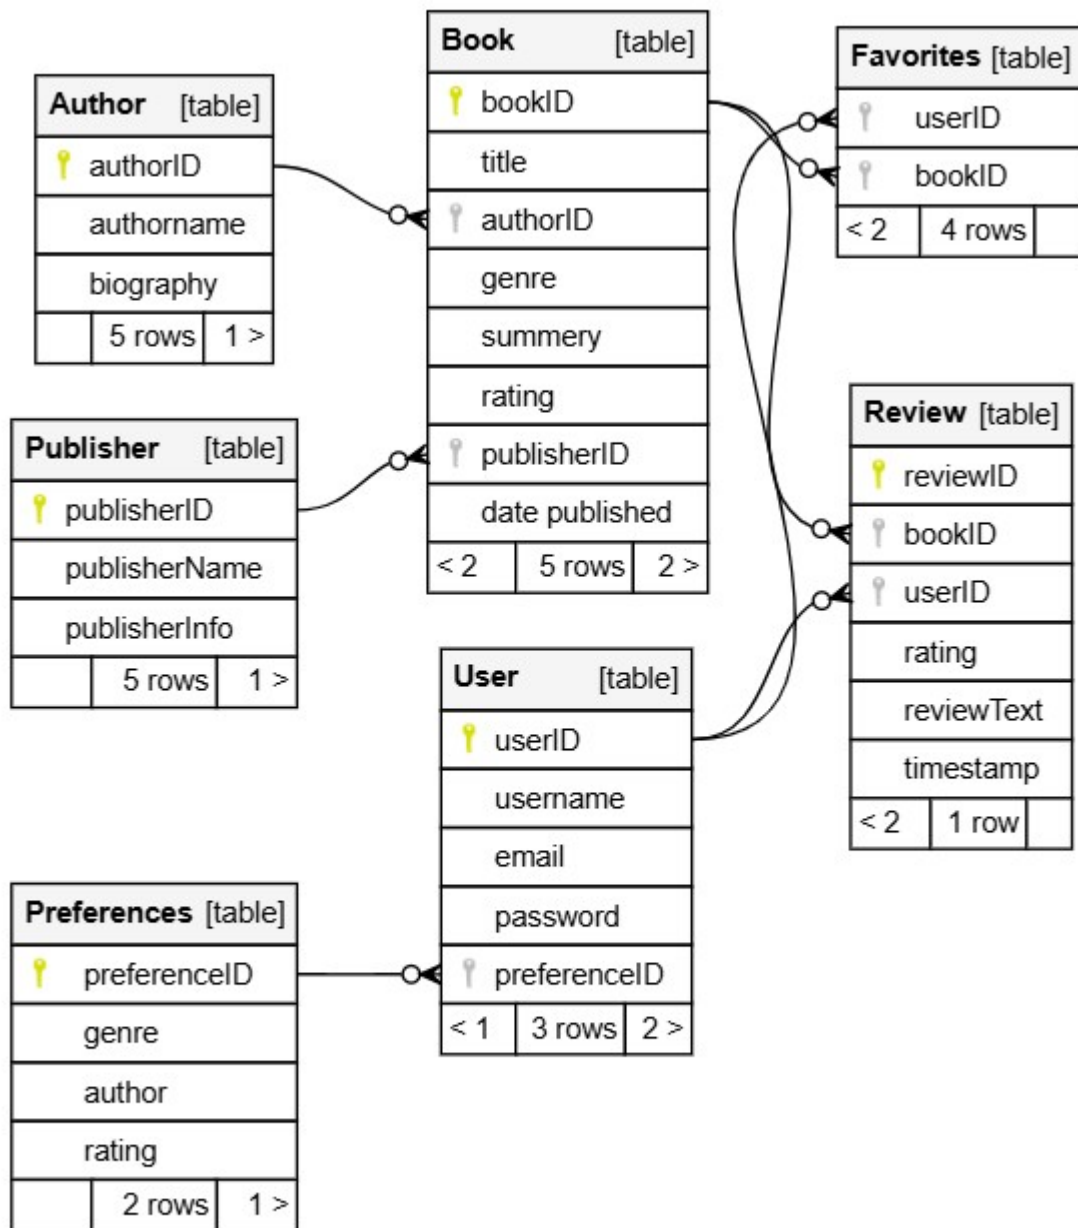 Author [table]
authorID
authorname
biography
5 rows 1 >
Publisher [table]
publisherID
publisherName
publisherInfo
5 rows 1 >
Preferences [table]
preferenceID
genre
author
rating
2 rows 1 >
Book [table]
bookID
title
authorID
genre
summery
rating
publisherID
date published
< 2 5 rows 2 >
User [table]
userID
username
email
password
preferenceID
< 1 3 rows 2 >
Favorites [table]
userID
bookID
< 2 4 rows
Review [table]
reviewID
bookID
userID
rating
reviewText
timestamp
< 2 1 row